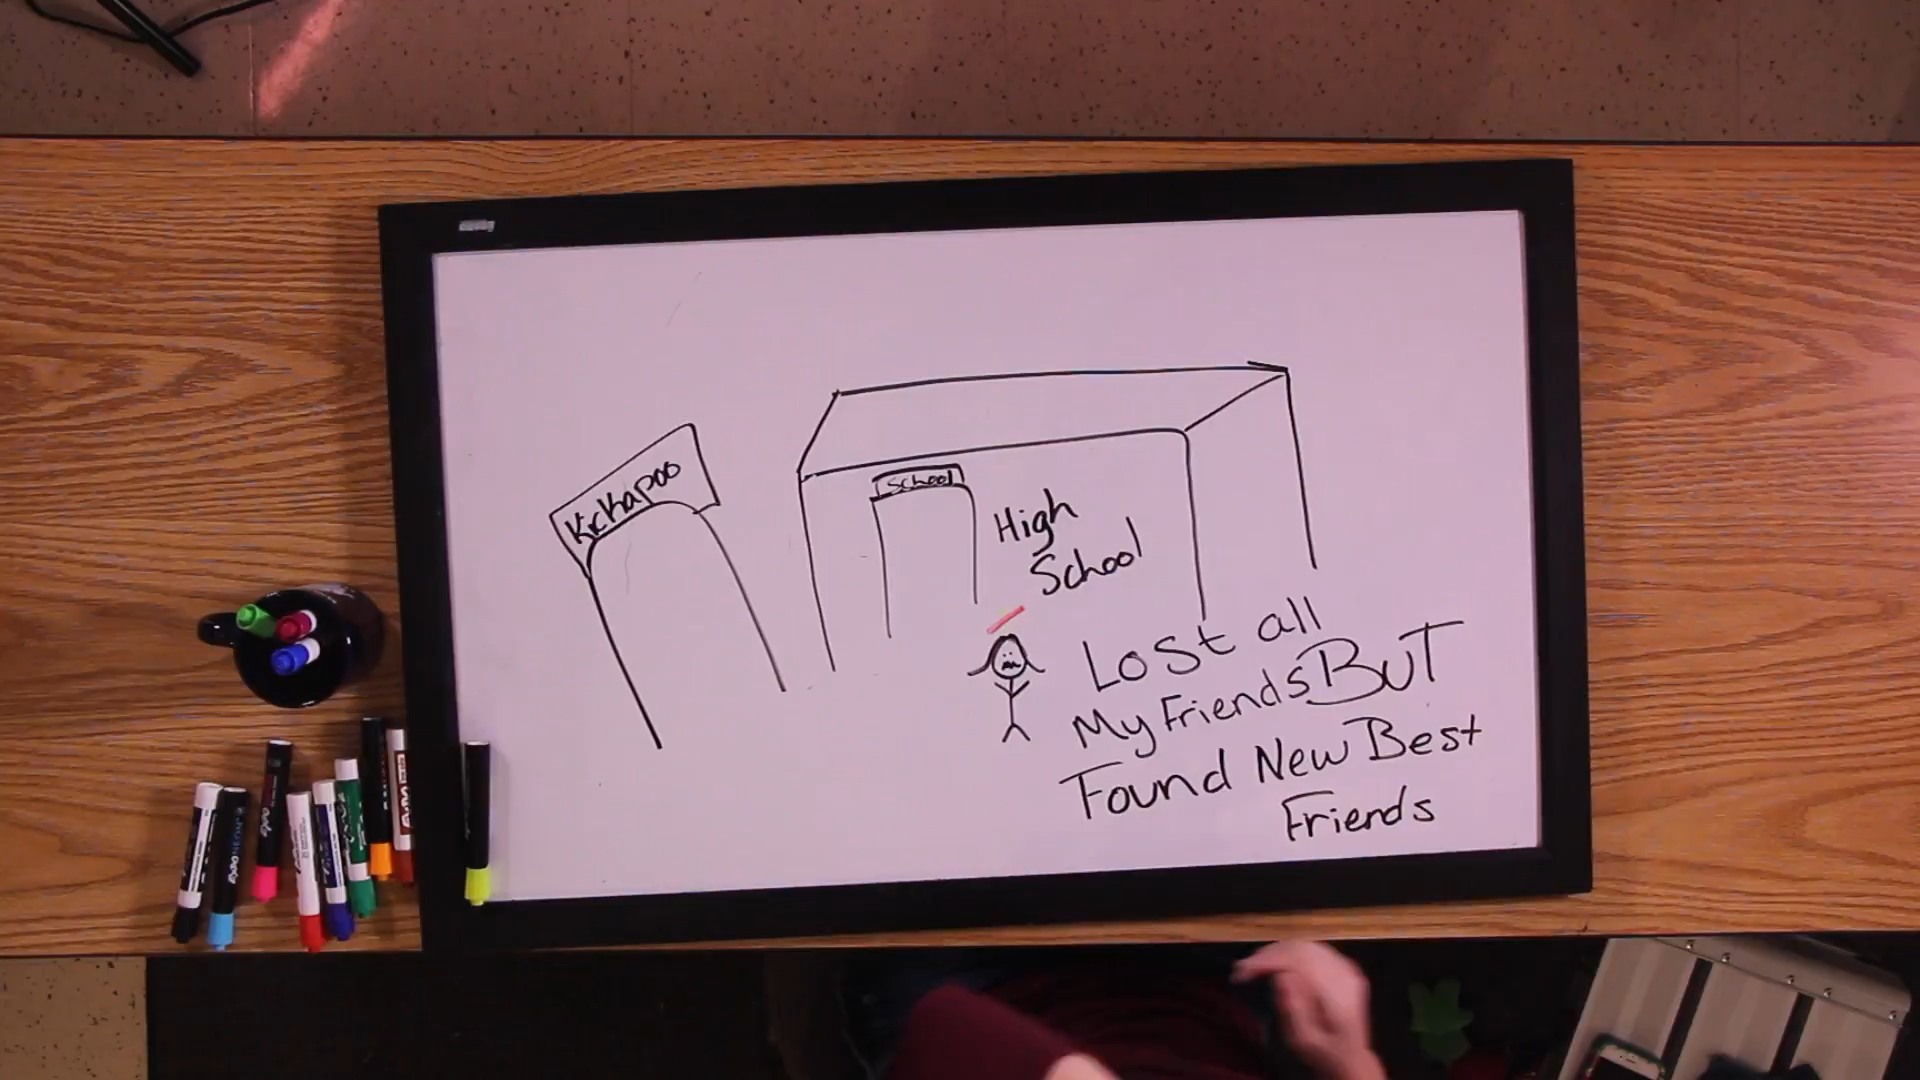 Kickapoo
School
High
School
Lost all
My Friends BUT
Found New Best
Friends